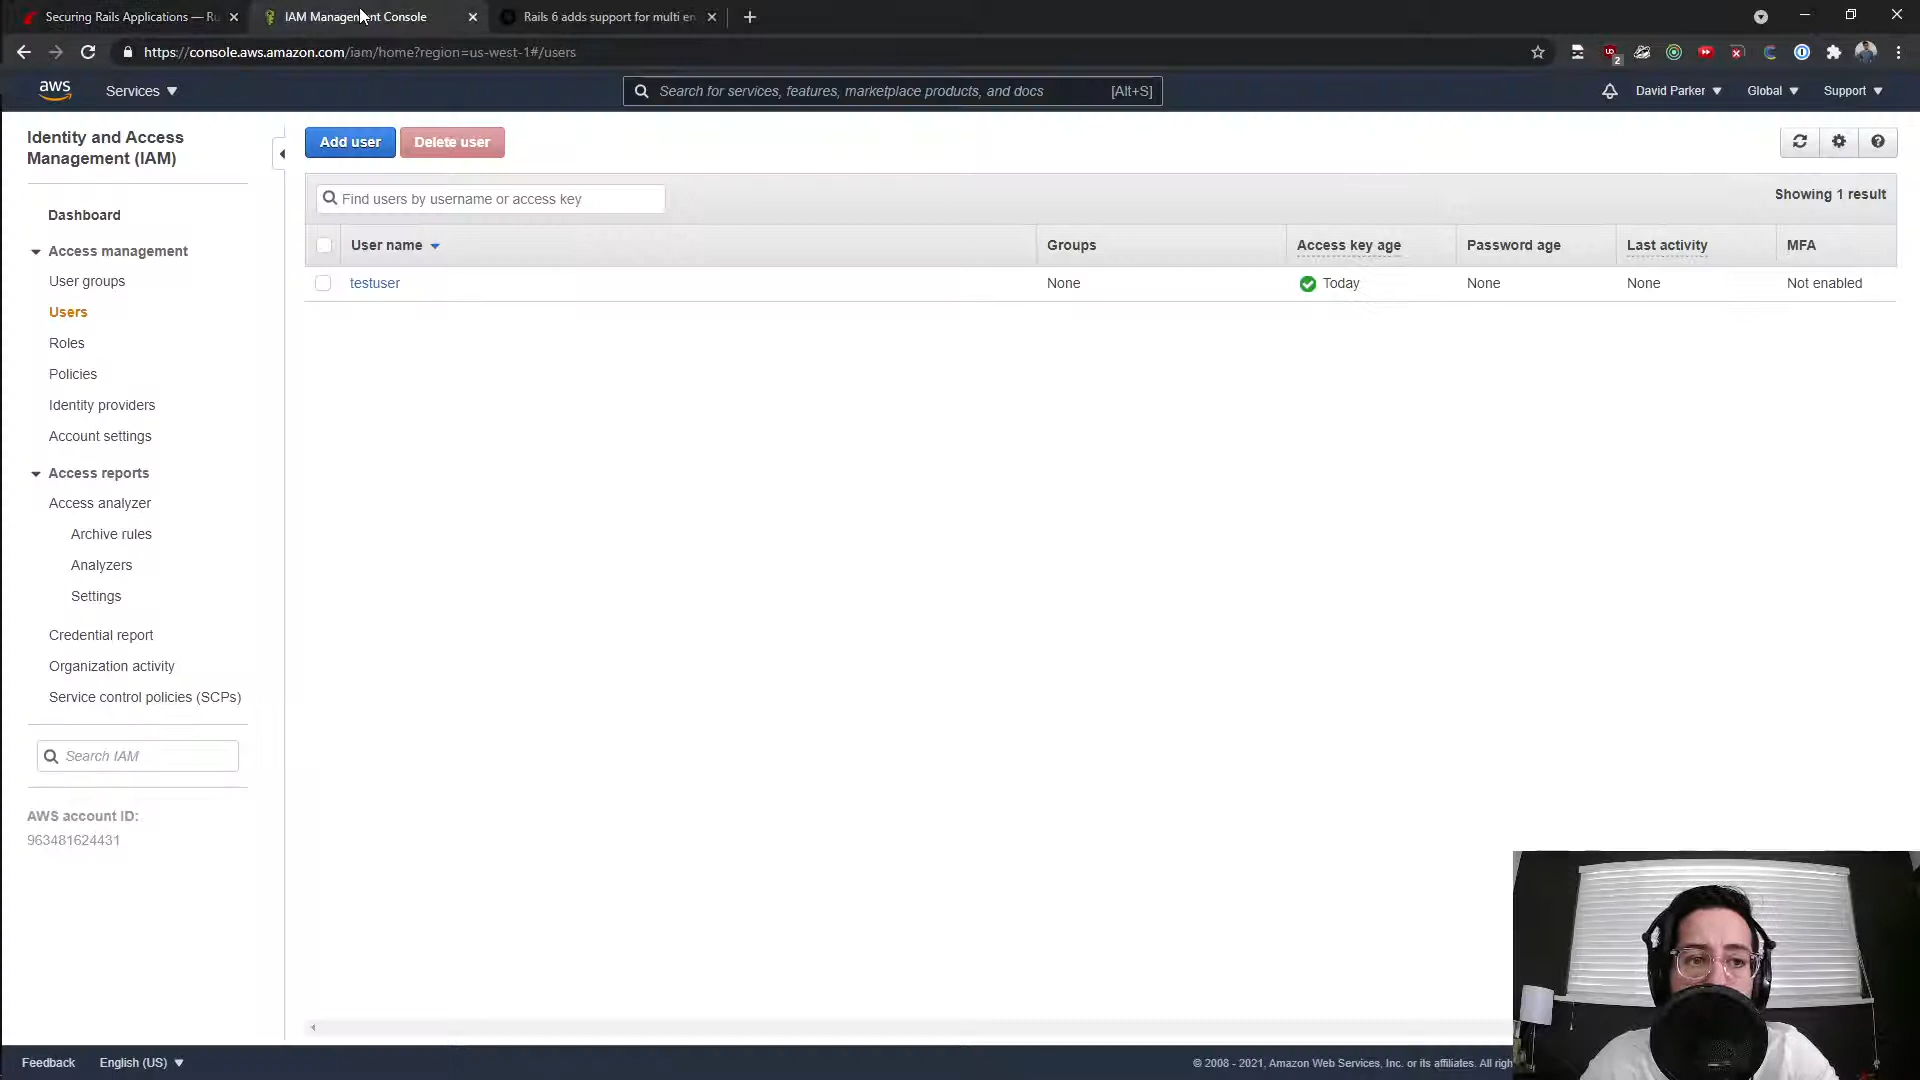 Securing Rails Applications — Ru
IAM Management Console
Rails 6 adds support for multi en
https://console.aws.amazon.com/iam/home?region=us-west-1#/users
2
aws
Services
Search for services, features, marketplace products, and docs
[Alt+S]
David Parker
Global
Support
Identity and Access
Management (IAM)
Dashboard
Access management
User groups
Users
Roles
Policies
Identity providers
Account settings
Access reports
Access analyzer
Archive rules
Analyzers
Settings
Credential report
Organization activity
Service control policies (SCPs)
Search IAM
AWS account ID:
963481624431
Add user
Delete user
Find users by username or access key
Showing 1 result
User name
Groups
Access key age
Password age
Last activity
MFA
testuser
None
Today
None
None
Not enabled
Feedback
English (US)
© 2008 - 2021, Amazon Web Services, Inc. or its affiliates. All righ